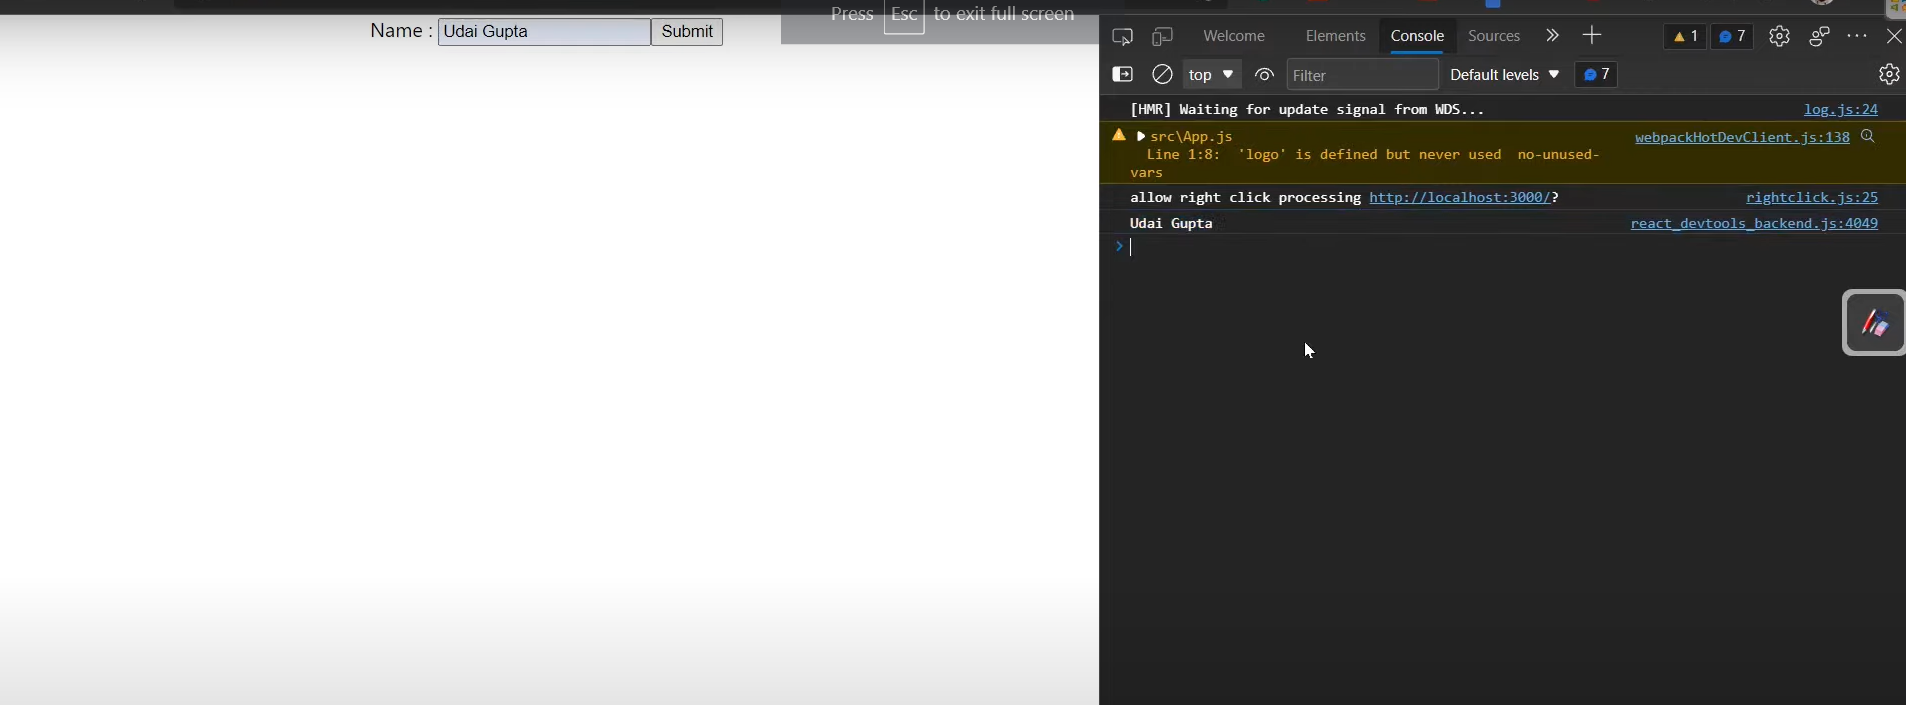 Press Esc to exit full screen
Name : Udai Gupta Submit
Welcome Elements Console Sources 1 7
top Filter Default levels 7
[HMR] Waiting for update signal from WDS... log.js:24
src\App.js webpackHotDevClient.js:138
Line 1:8: 'logo' is defined but never used no-unused-
vars
allow right click processing http://localhost:3000/? rightclick.js:25
Udai Gupta react_devtools_backend.js:4049